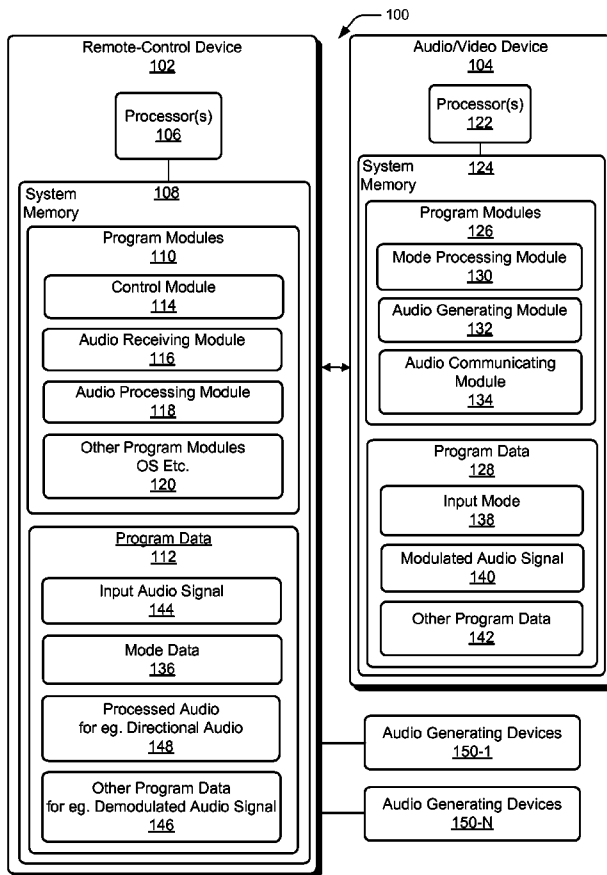 100
Remote-Control Device
102
Processor(s)
106
System
Memory
108
Program Modules
110
Control Module
114
Audio Receiving Module
116
Audio Processing Module
118
Other Program Modules
OS Etc.
120
Program Data
112
Input Audio Signal
144
Mode Data
136
Processed Audio
for eg. Directional Audio
148
Other Program Data
for eg. Demodulated Audio Signal
146
Audio/Video Device
104
Processor(s)
122
System
Memory
124
Program Modules
126
Mode Processing Module
130
Audio Generating Module
132
Audio Communicating
Module
134
Program Data
128
Input Mode
138
Modulated Audio Signal
140
Other Program Data
142
Audio Generating Devices
150-1
Audio Generating Devices
150-N